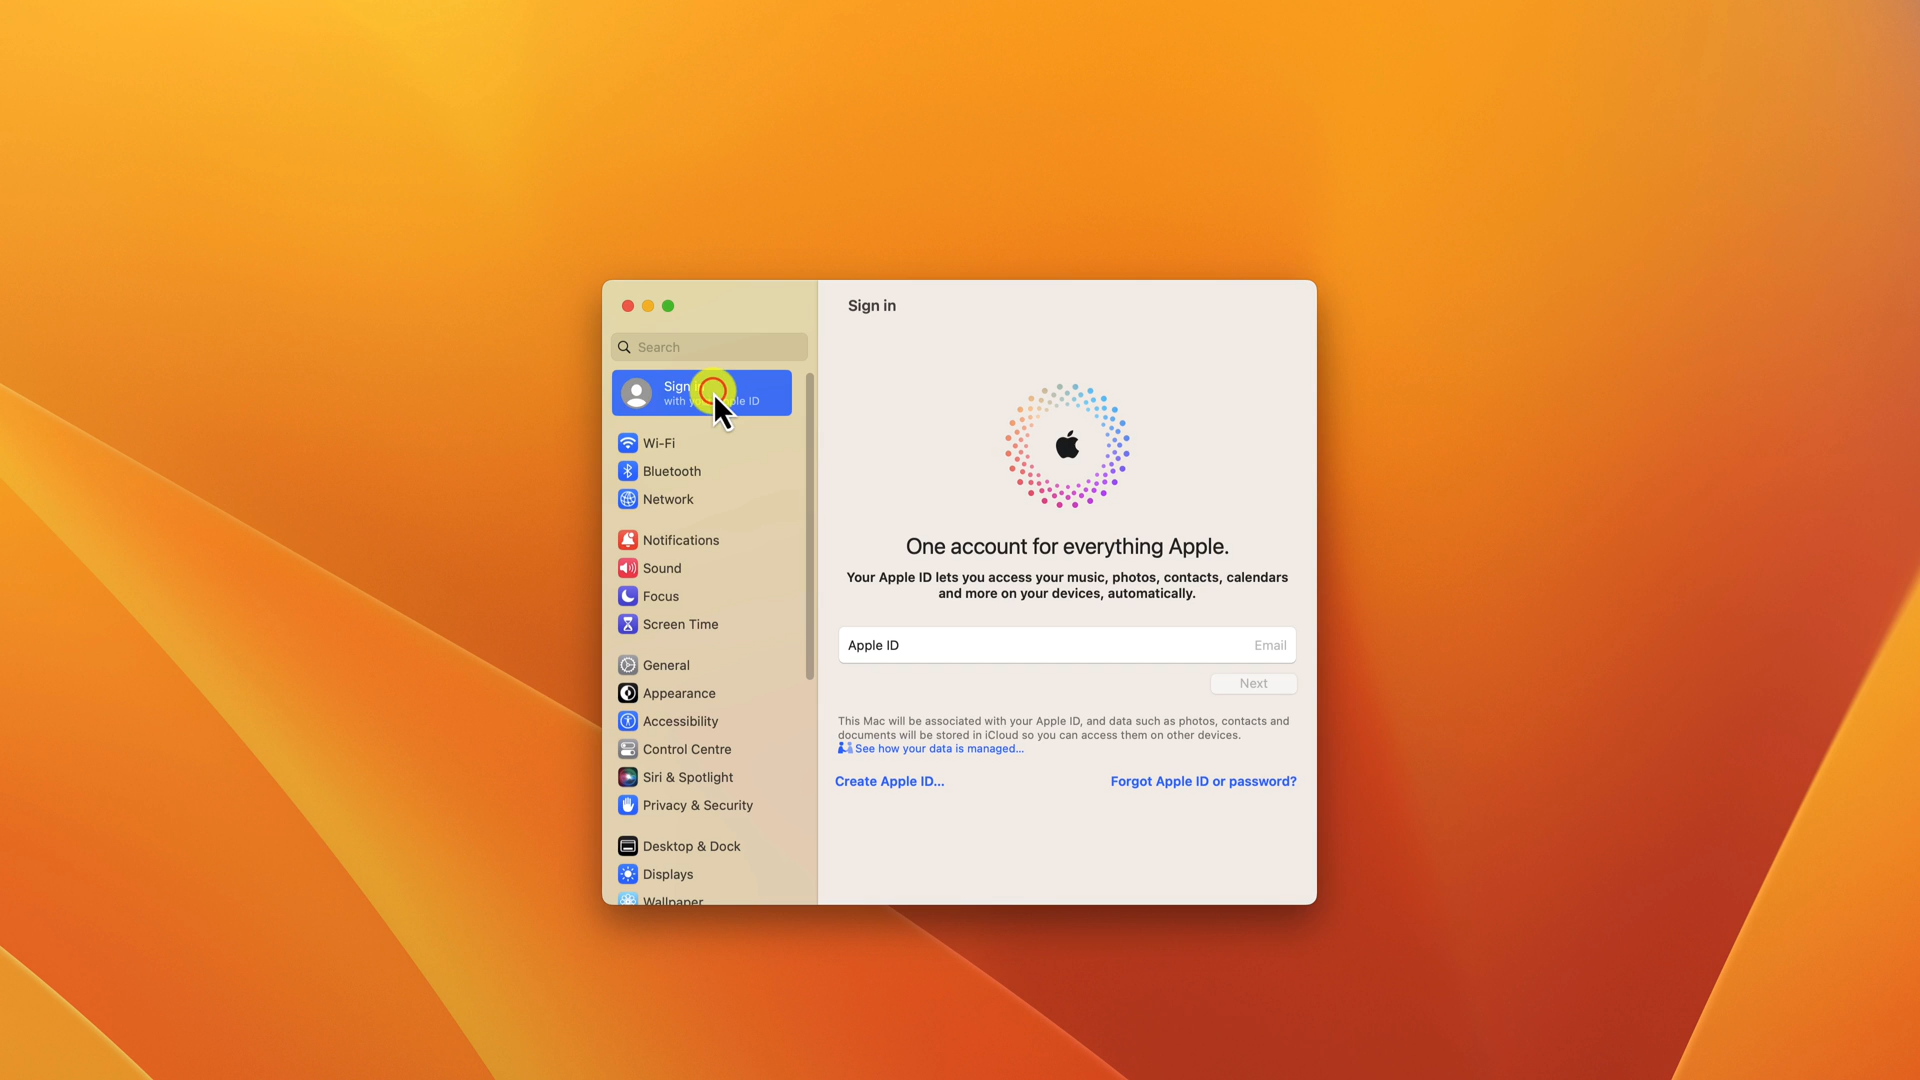 Sign in
Search
Sign
with ple ID
Wi-Fi
Bluetooth
Network
Notifications
Sound
Focus
Screen Time
General
Appearance
Accessibility
Control Centre
Siri & Spotlight
Privacy & Security
Desktop & Dock
Displays
Wallpaper
One account for everything Apple.
Your Apple ID lets you access your music, photos, contacts, calendars
and more on your devices, automatically.
Apple ID Email
Next
This Mac will be associated with your Apple ID, and data such as photos, contacts and
documents will be stored in iCloud so you can access them on other devices.
See how your data is managed...
Create Apple ID...
Forgot Apple ID or password?